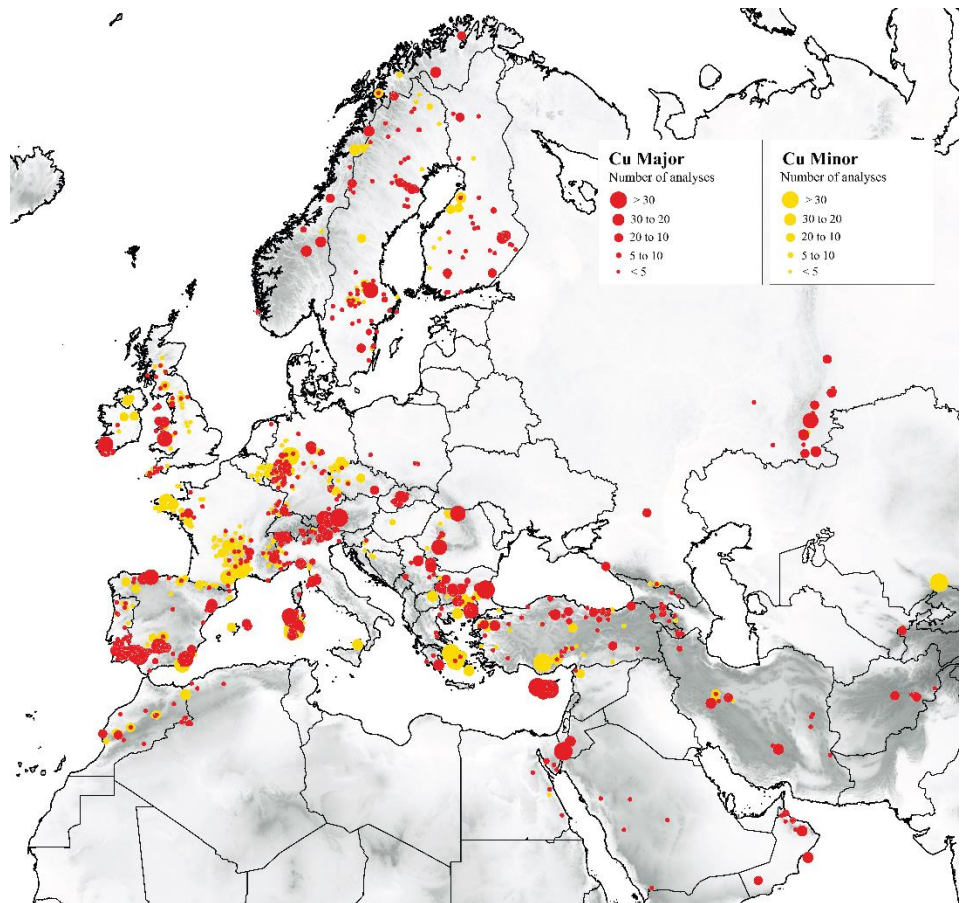 Cu Major
Number of analyses
> 30
30 to 20
20 to 10
5 to 10
< 5
Cu Minor
Number of analyses
> 30
30 to 20
20 to 10
5 to 10
< 5